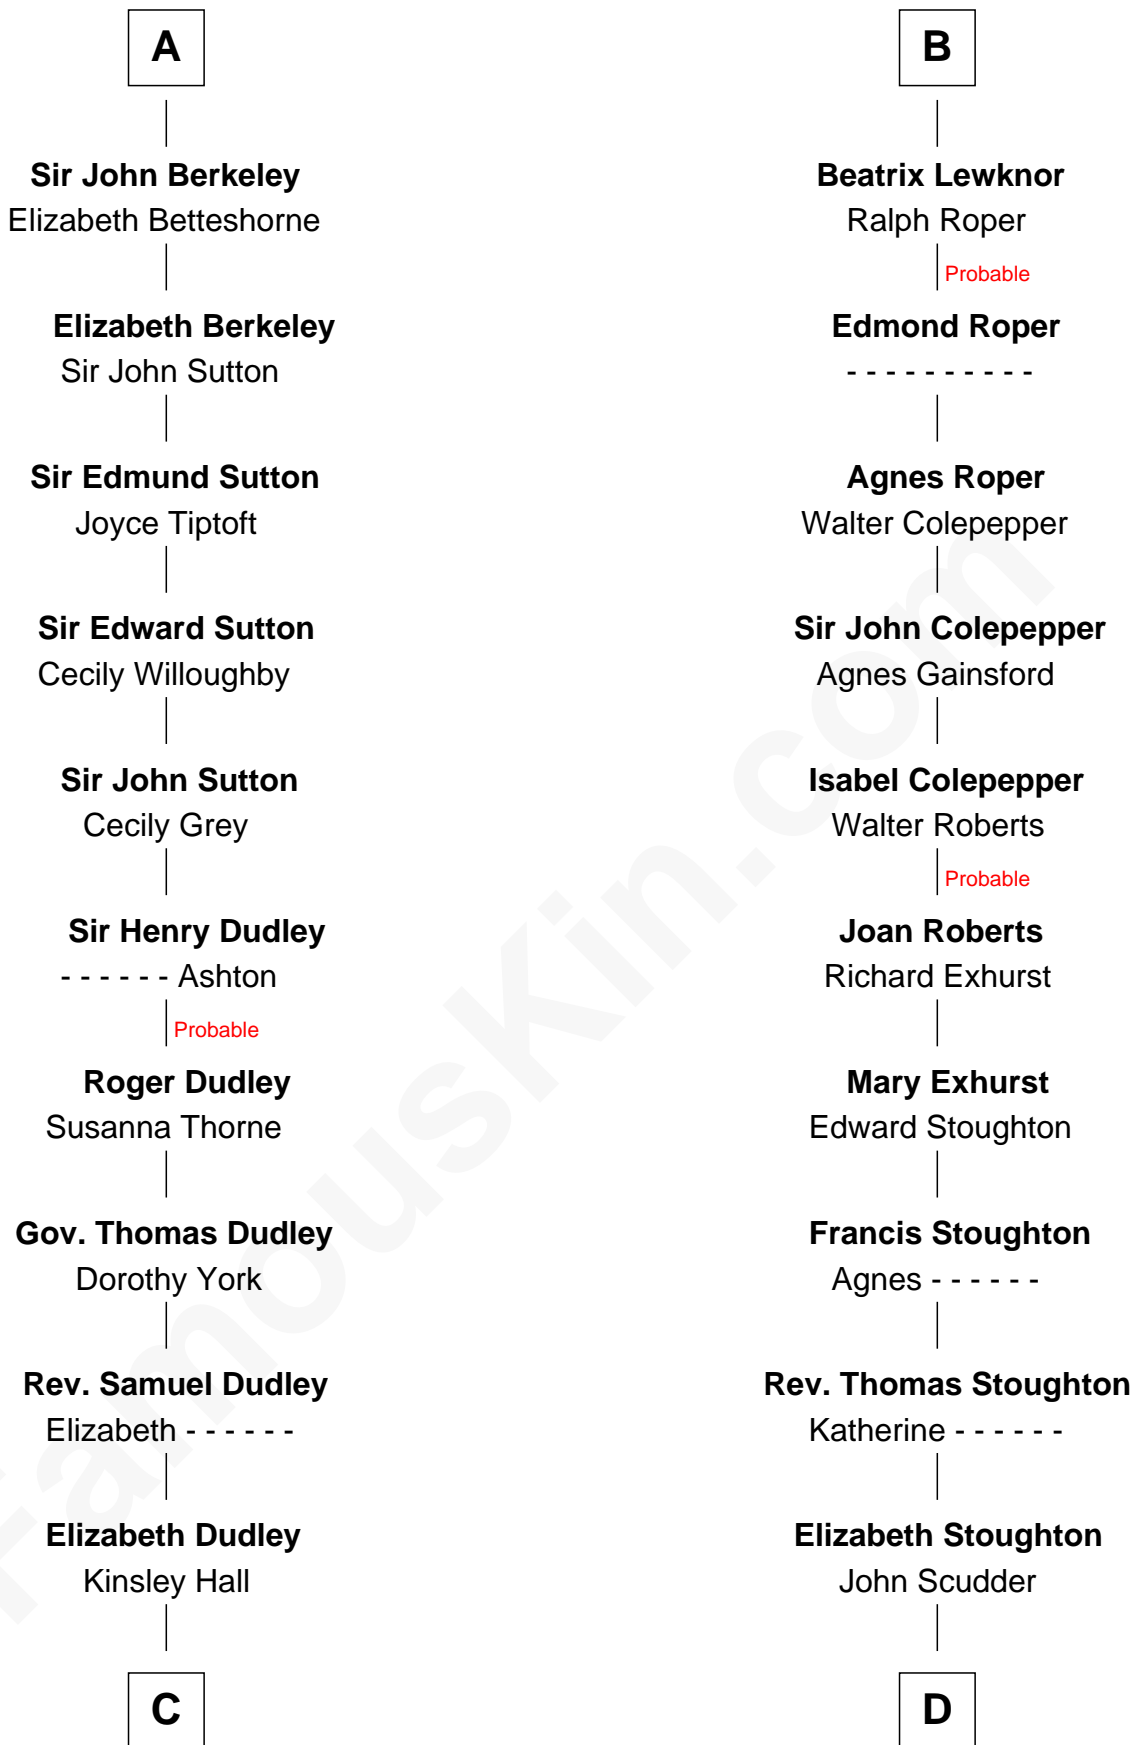 A
Sir John Berkeley
Elizabeth Betteshorne
Elizabeth Berkeley
Sir John Sutton
Sir Edmund Sutton
Joyce Tiptoft
Sir Edward Sutton
Cecily Willoughby
Sir John Sutton
Cecily Grey
Sir Henry Dudley
- - - - - - Ashton
Probable
Roger Dudley
Susanna Thorne
Gov. Thomas Dudley
Dorothy York
Rev. Samuel Dudley
Elizabeth - - - - - -
Elizabeth Dudley
Kinsley Hall
C
B
Beatrix Lewknor
Ralph Roper
Probable
Edmond Roper
- - - - - - - - - -
Agnes Roper
Walter Colepepper
Sir John Colepepper
Agnes Gainsford
Isabel Colepepper
Walter Roberts
Probable
Joan Roberts
Richard Exhurst
Mary Exhurst
Edward Stoughton
Francis Stoughton
Agnes - - - - - -
Rev. Thomas Stoughton
Katherine - - - - - -
Elizabeth Stoughton
John Scudder
D
FamousKin.com